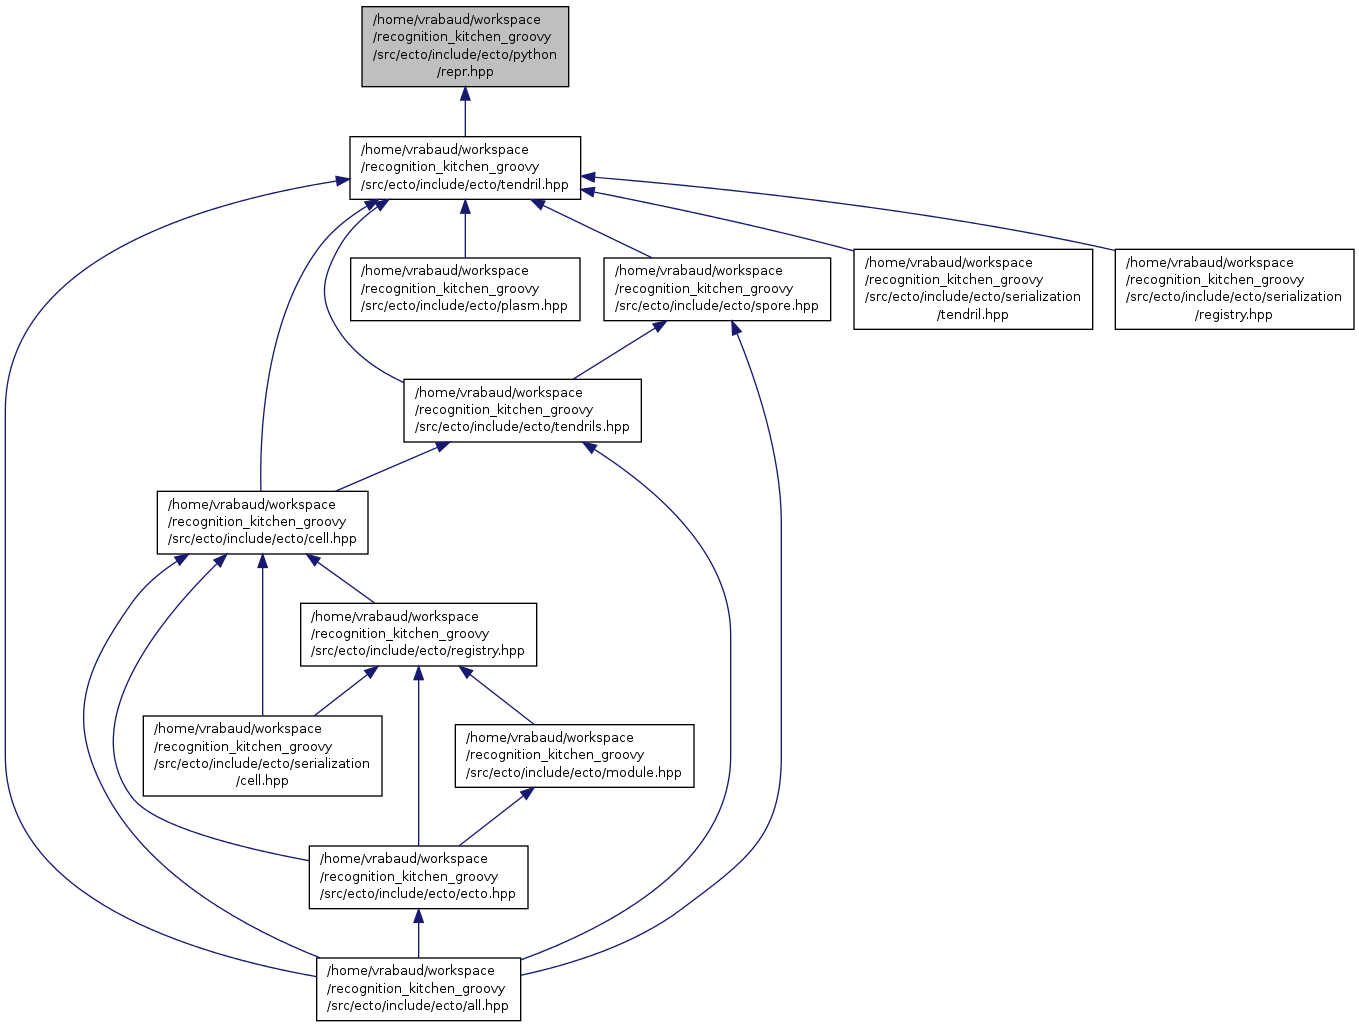 /home/vrabaud/workspace
/recognition_kitchen_groovy
/src/ecto/include/ecto/python
/repr.hpp
/home/vrabaud/workspace
/recognition_kitchen_groovy
/src/ecto/include/ecto/tendril.hpp
/home/vrabaud/workspace
/recognition_kitchen_groovy
/src/ecto/include/ecto/plasm.hpp
/home/vrabaud/workspace
/recognition_kitchen_groovy
/src/ecto/include/ecto/spore.hpp
/home/vrabaud/workspace
/recognition_kitchen_groovy
/src/ecto/include/ecto/serialization
/tendril.hpp
/home/vrabaud/workspace
/recognition_kitchen_groovy
/src/ecto/include/ecto/serialization
/registry.hpp
/home/vrabaud/workspace
/recognition_kitchen_groovy
/src/ecto/include/ecto/tendrils.hpp
/home/vrabaud/workspace
/recognition_kitchen_groovy
/src/ecto/include/ecto/cell.hpp
/home/vrabaud/workspace
/recognition_kitchen_groovy
/src/ecto/include/ecto/registry.hpp
/home/vrabaud/workspace
/recognition_kitchen_groovy
/src/ecto/include/ecto/serialization
/cell.hpp
/home/vrabaud/workspace
/recognition_kitchen_groovy
/src/ecto/include/ecto/module.hpp
/home/vrabaud/workspace
/recognition_kitchen_groovy
/src/ecto/include/ecto/ecto.hpp
/home/vrabaud/workspace
/recognition_kitchen_groovy
/src/ecto/include/ecto/all.hpp